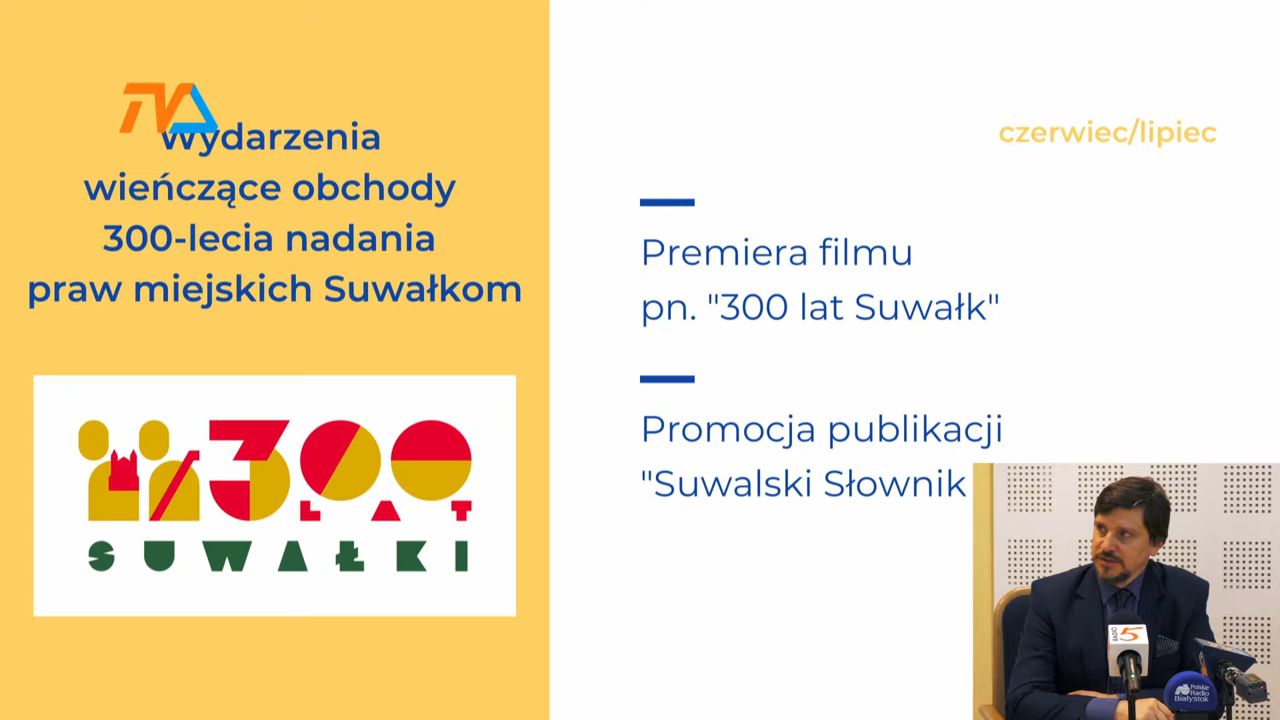 TVA
Wydarzenia
wieńczące obchody
300-lecia nadania
praw miejskich Suwałkom
300
LAT
SUWAŁKI
czerwiec/lipiec
Premiera filmu
pn. "300 lat Suwałk"
Promocja publikacji
"Suwalski Słownik
RADIO 5
Polskie
Radio
Białystok